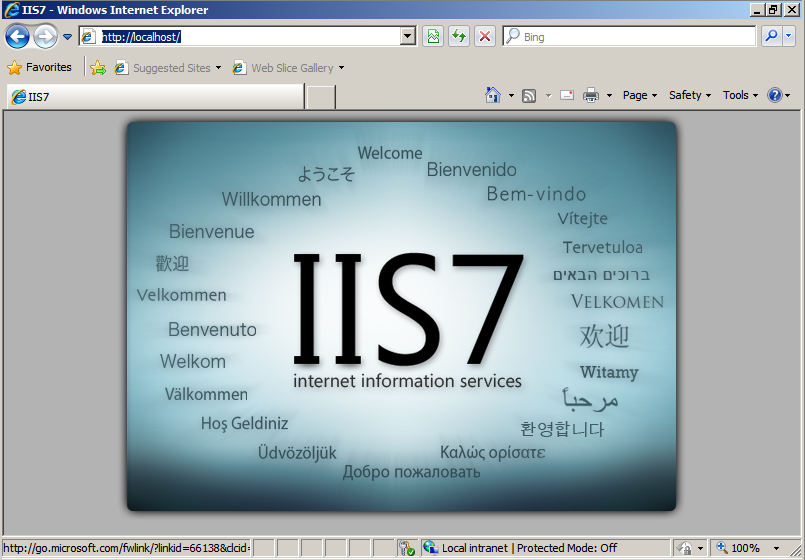 IIS7 - Windows Internet Explorer
http://localhost/
Bing
Favorites
Suggested Sites
Web Slice Gallery
IIS7
Page
Safety
Tools
Welcome
Bienvenido
Bem-vindo
Vítejte
Tervetuloa
ברוכים הבאים
VELKOMEN
欢迎
Witamy
مرحباً
환영합니다
Καλώς ορίσατε
Добро пожаловать
Üdvözöljük
Hoş Geldiniz
Välkommen
Welkom
Benvenuto
Velkommen
歡迎
Bienvenue
Willkommen
ようこそ
IIS7
internet information services
http://go.microsoft.com/fwlink/?linkid=66138&clcid=
Local intranet | Protected Mode: Off
100%